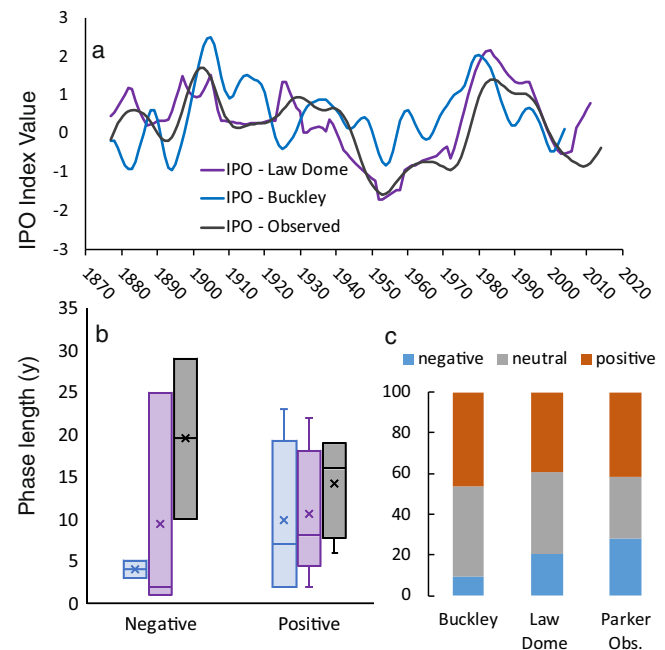 3
2
1
0
-1
-2
-3
IPO Index Value
a
IPO - Law Dome
IPO - Buckley
IPO - Observed
1870 1880 1890 1900 1910 1920 1930 1940 1950 1960 1970 1980 1990 2000 2010 2020
35
30
25
20
15
10
5
0
Phase length (y)
b
Negative Positive
c
negative neutral positive
100
80
60
40
20
0
Buckley Law Parker
Dome Obs.